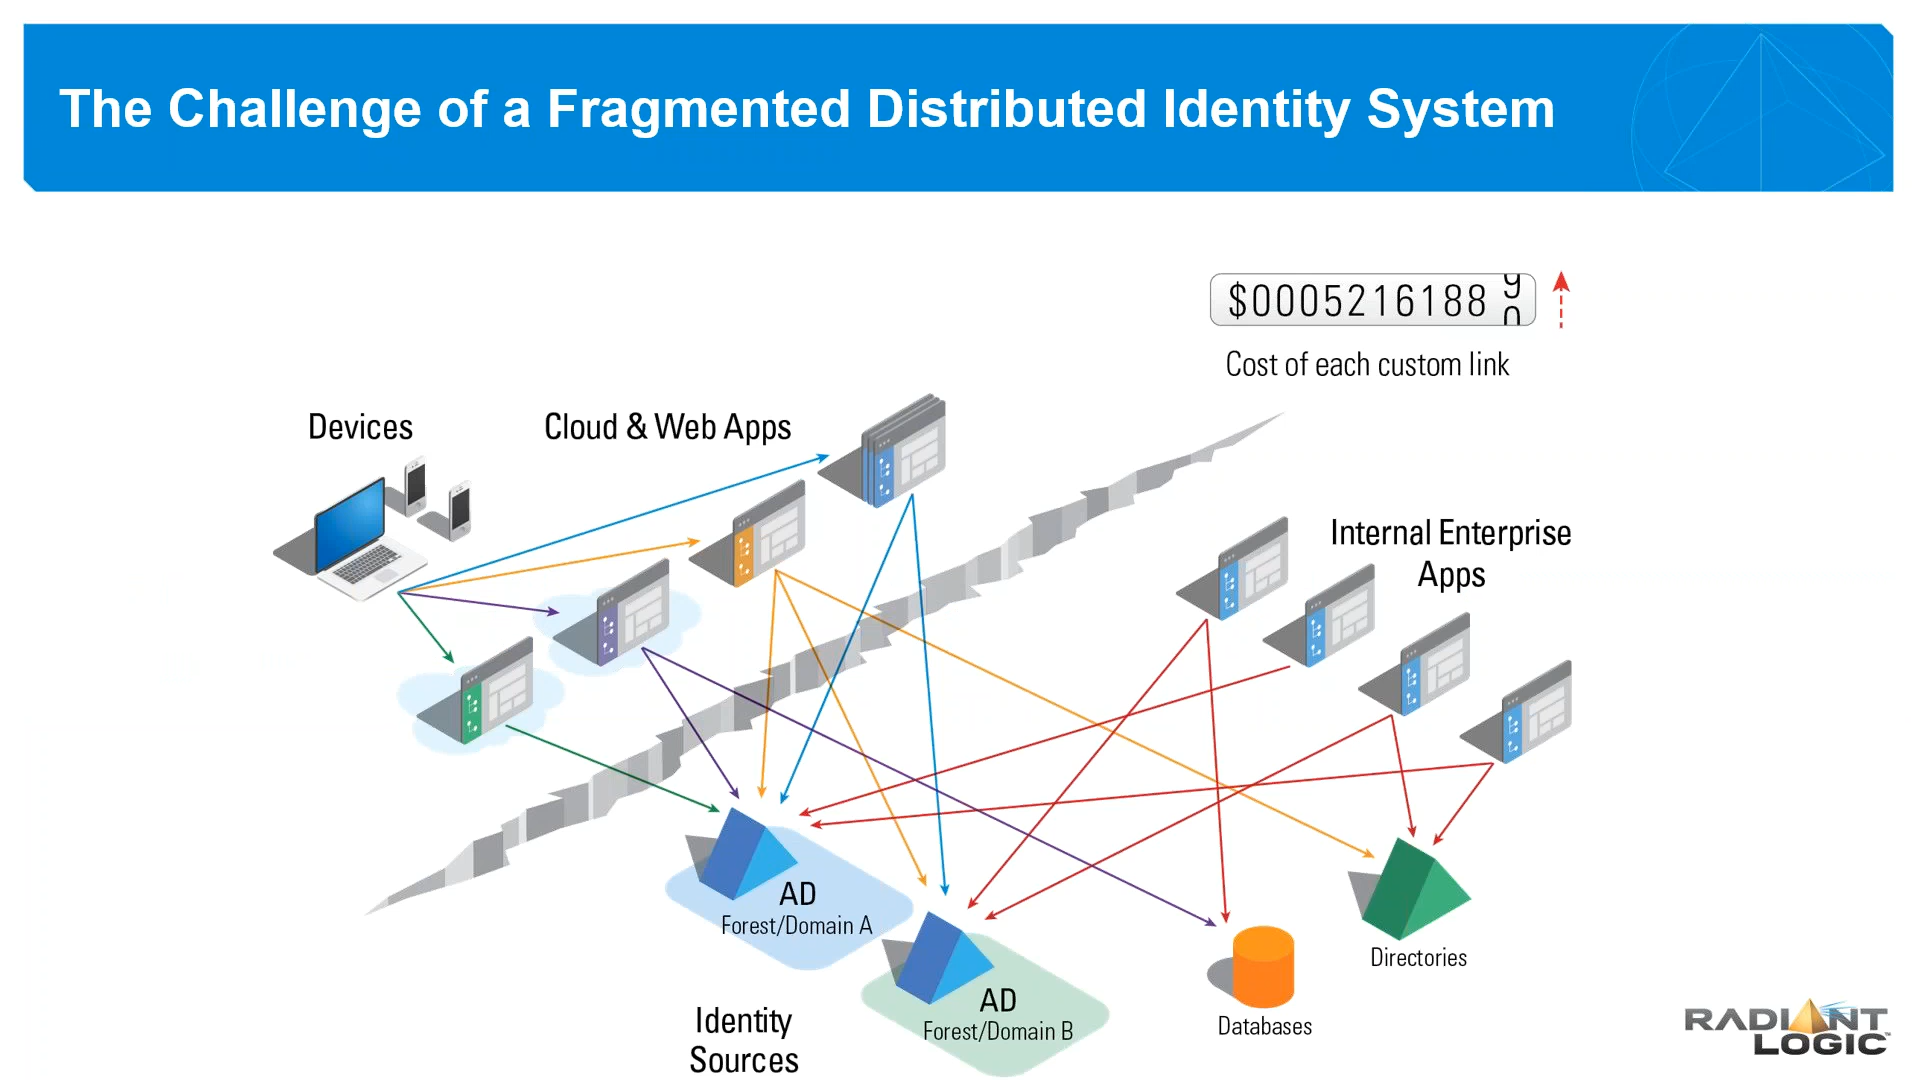 The Challenge of a Fragmented Distributed Identity System
$0005216188
Cost of each custom link
Devices
Cloud & Web Apps
Internal Enterprise
Apps
AD
Forest/Domain A
AD
Forest/Domain B
Identity
Sources
Databases
Directories
RADIANT
LOGIC™